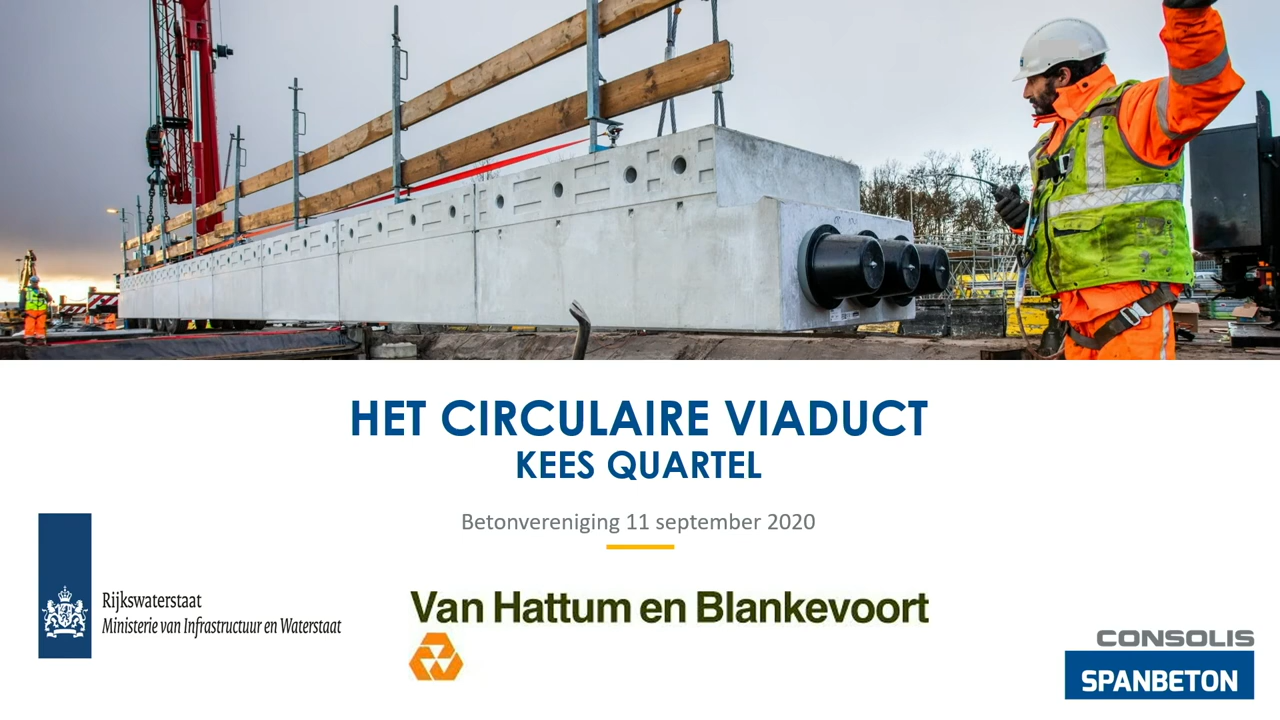 HET CIRCULAIRE VIADUCT
KEES QUARTEL
Betonvereniging 11 september 2020
Rijkswaterstaat
Ministerie van Infrastructuur en Waterstaat
Van Hattum en Blankevoort
CONSOLIS
SPANBETON